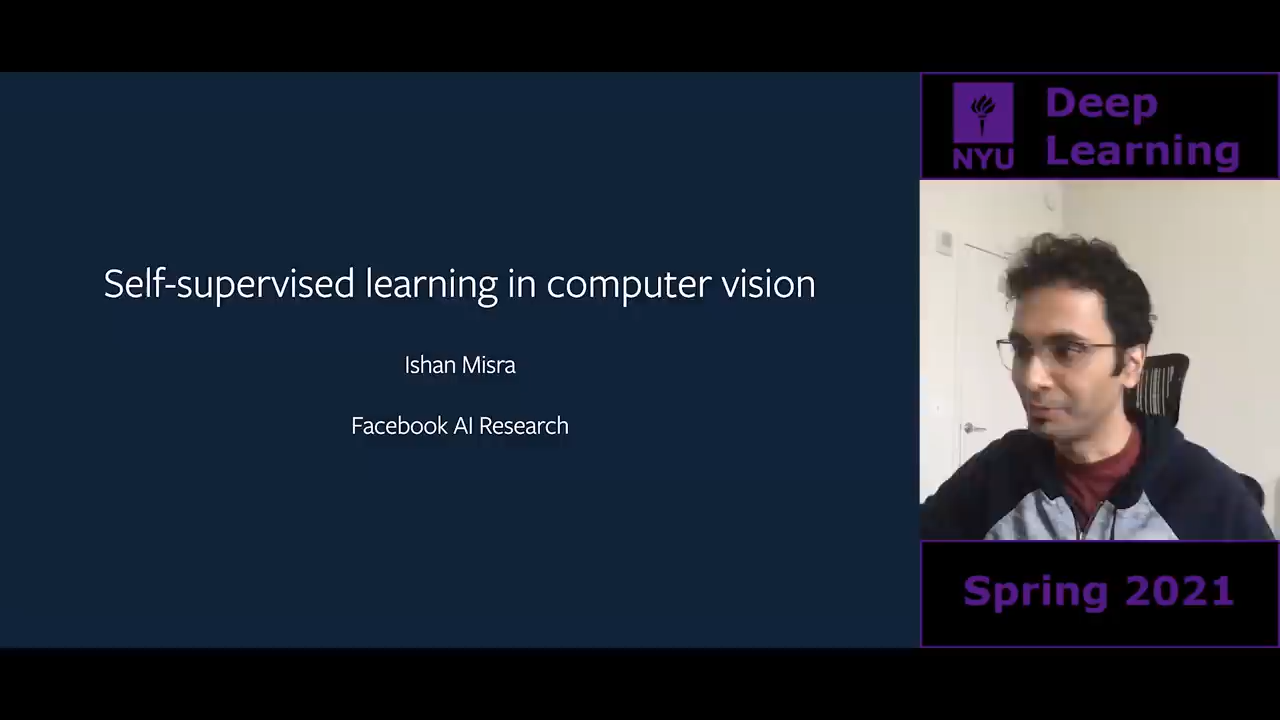 Self-supervised learning in computer vision
Ishan Misra
Facebook AI Research
NYU
Deep
Learning
Spring 2021